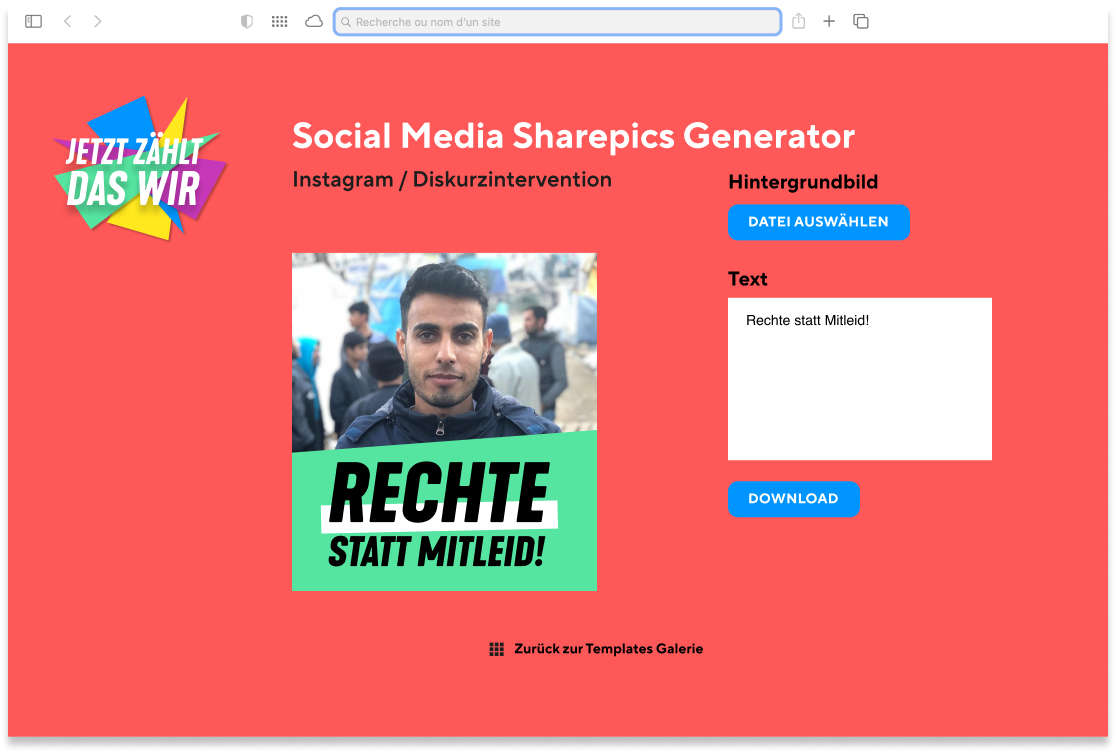 Recherche ou nom d'un site
JETZT ZÄHLT
DAS WIR
Social Media Sharepics Generator
Instagram / Diskurzintervention
Hintergrundbild
DATEI AUSWÄHLEN
Text
Rechte statt Mitleid!
RECHTE
STATT MITLEID!
DOWNLOAD
Zurück zur Templates Galerie